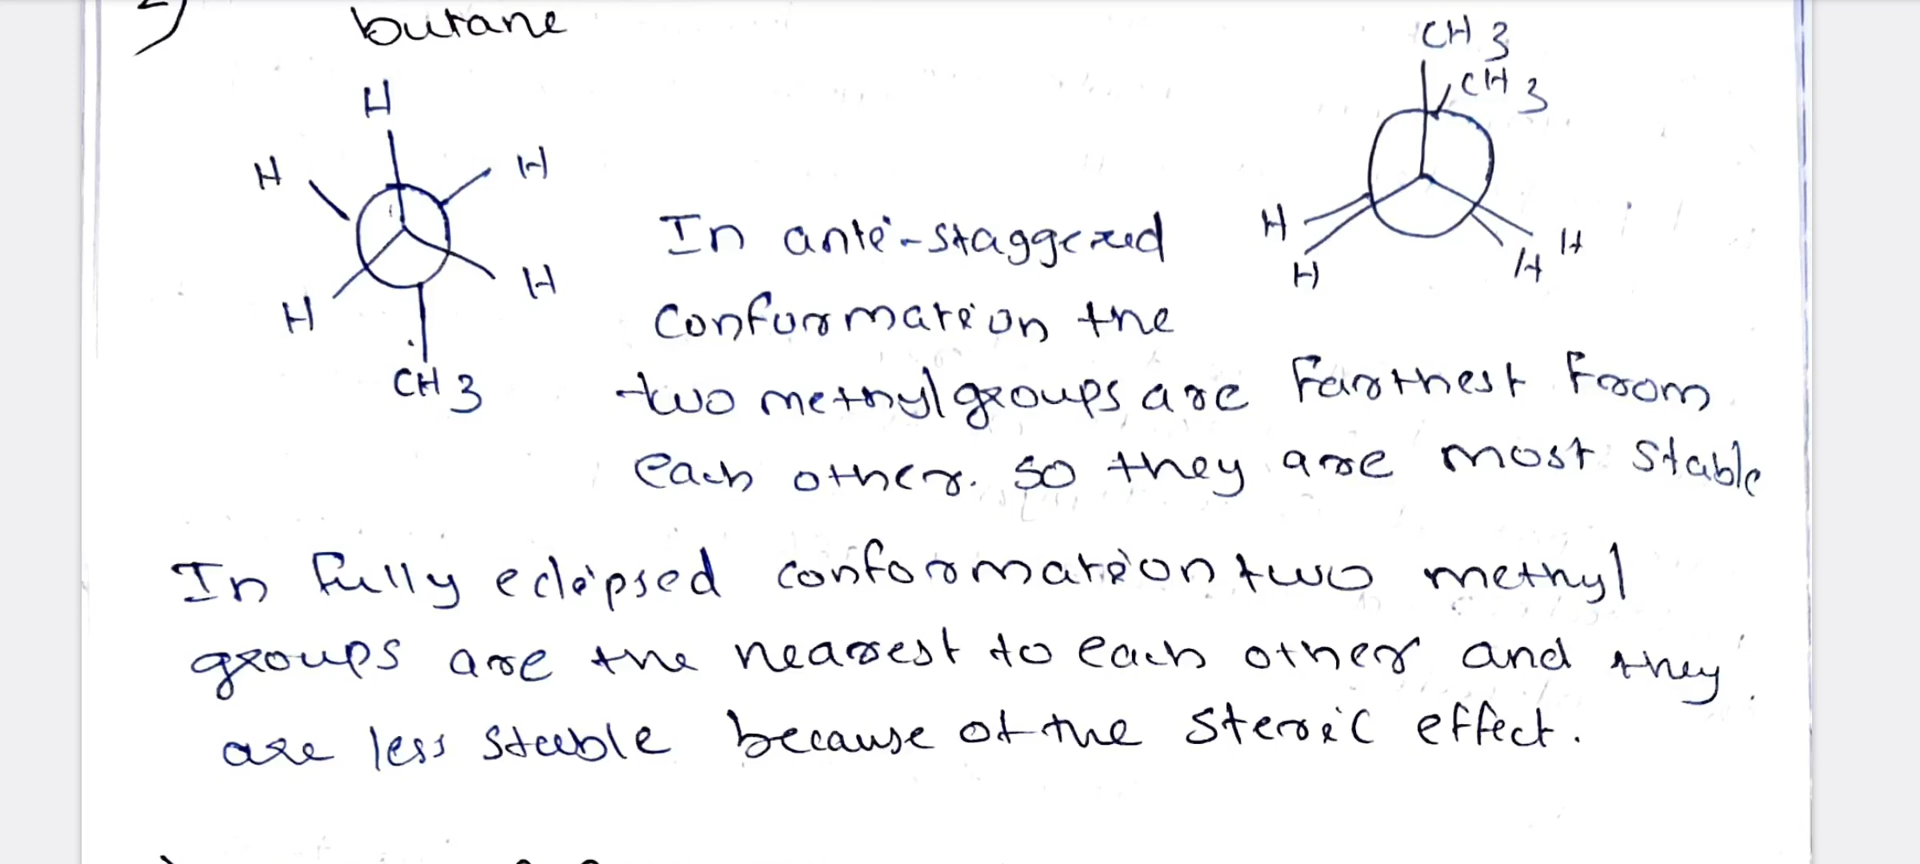 butane
H
H
H
H
H
CH3
CH3
CH3
H
H
H
H
In anti-staggered
conformation the
two methyl groups are Farthest From
each other. so they are most stable
In Fully eclipsed conformation two methyl
groups are the nearest to each other and they
are less steeble because of the steric effect.